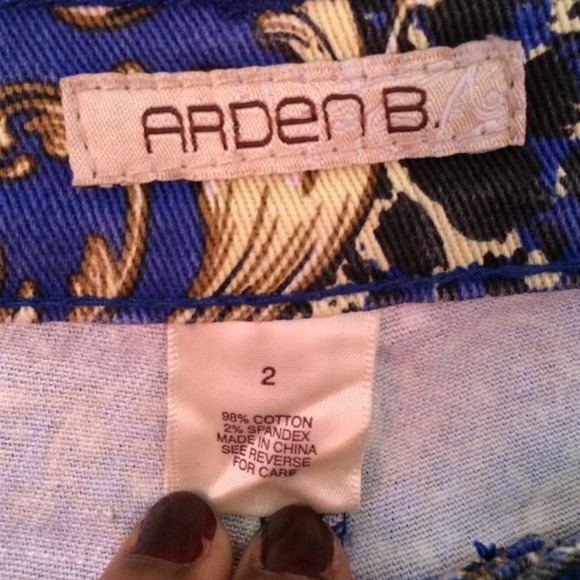 ARDen B.
2
98% COTTON
2% SPANDEX
MADE IN CHINA
SEE REVERSE
FOR CARE